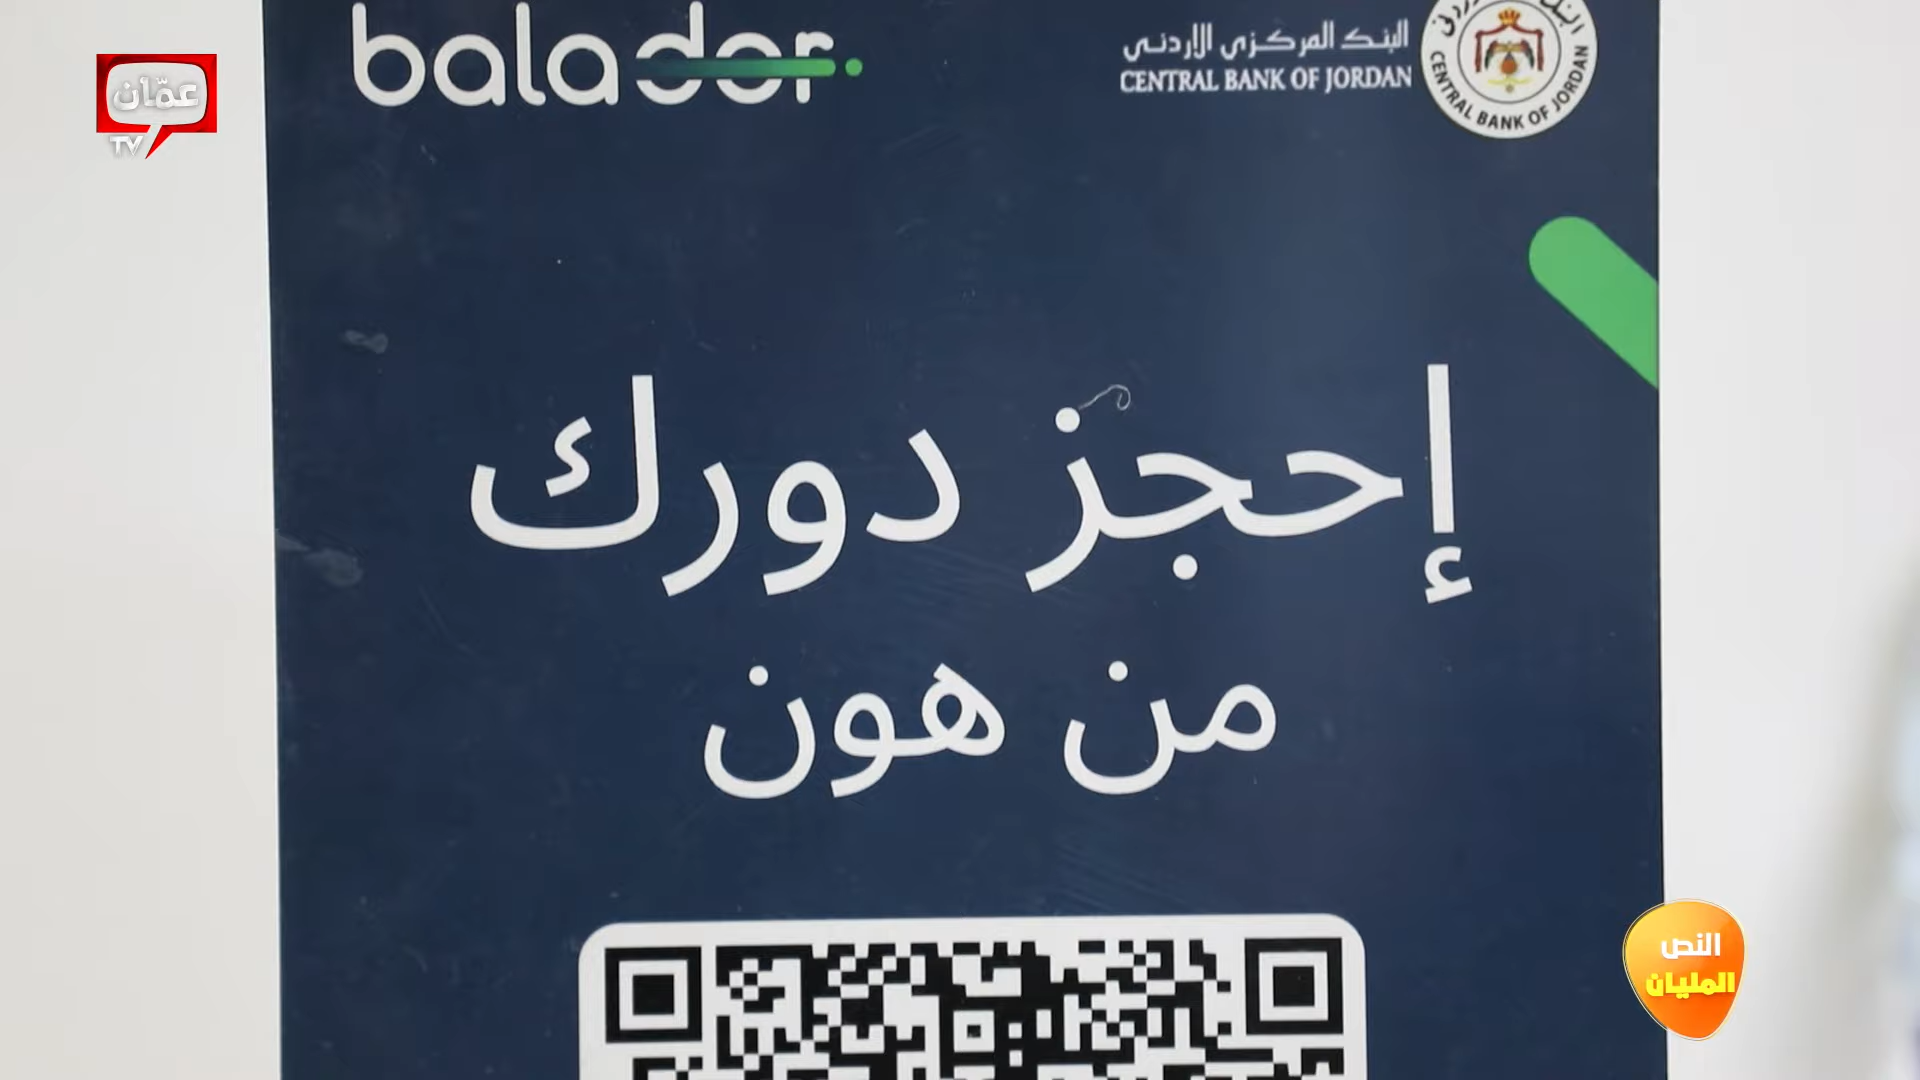 balador.
البنك المركزي الاردني
CENTRAL BANK OF JORDAN
CENTRAL BANK OF JORDAN
عمّان
TV
إحجز دورك
من هون
النص
المليان